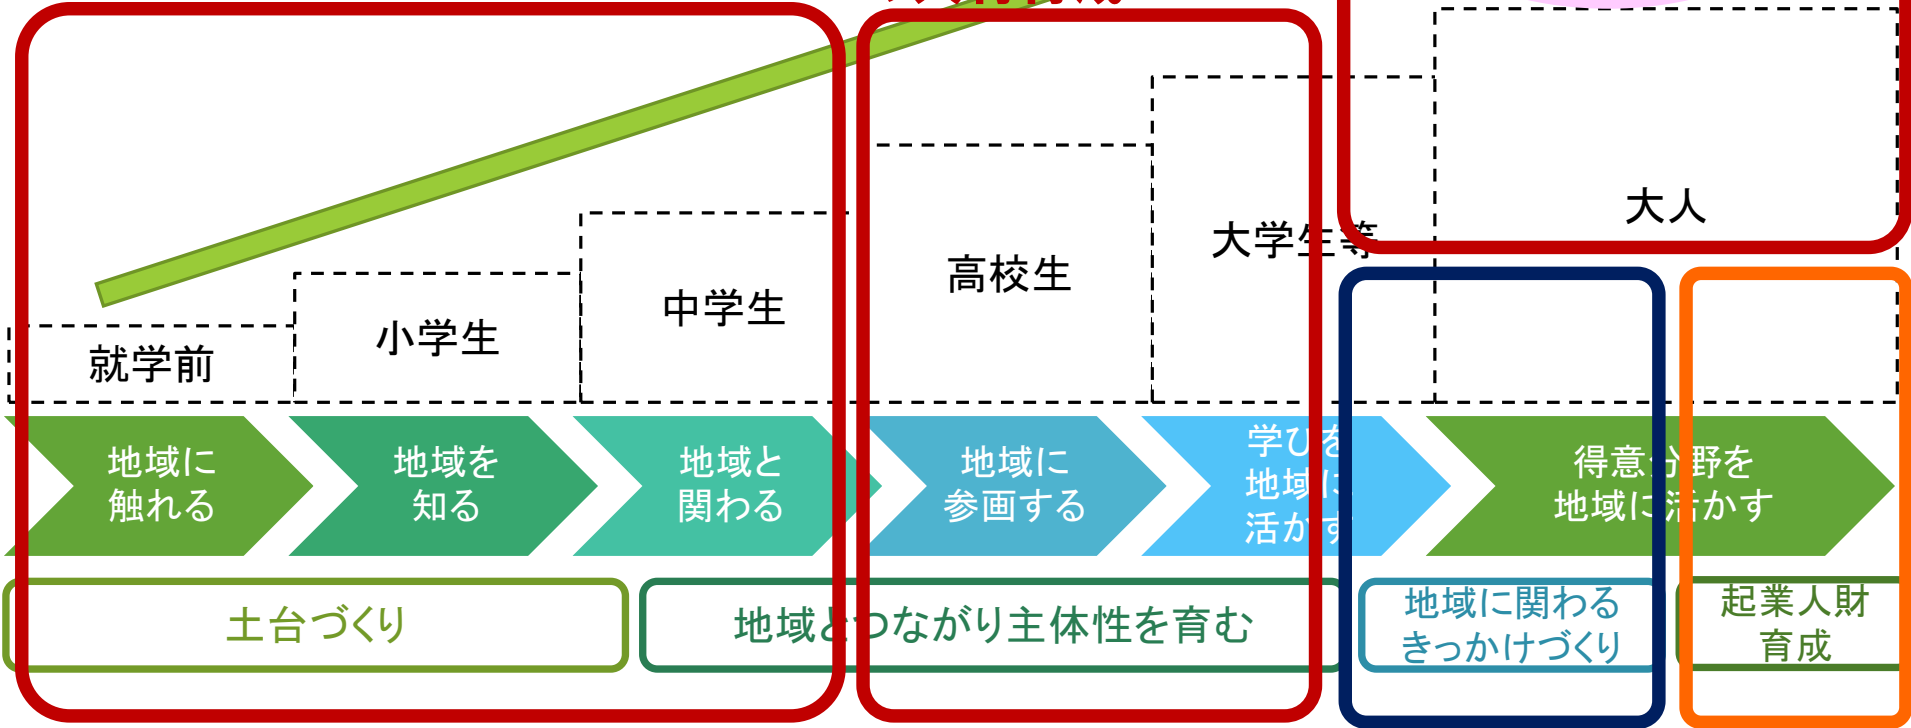 就学前
小学生
中学生
高校生
大学生等
大人
地域に
触れる
地域を
知る
地域と
関わる
地域に
参画する
学びを
地域に
活かす
得意分野を
地域に活かす
土台づくり
地域とつながり主体性を育む
地域に関わる
きっかけづくり
起業人財
育成